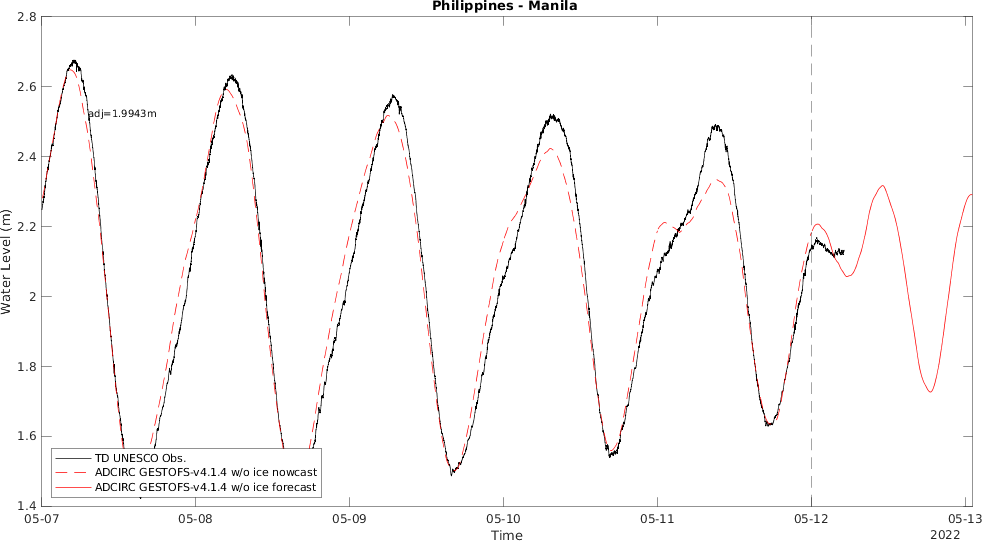 Philippines - Manila
2.8
2.6
adj=1.9943m
2.4
2.2
2
1.8
1.6
1.4
Water Level (m)
TD UNESCO Obs.
ADCIRC GESTOFS-v4.1.4 w/o ice nowcast
ADCIRC GESTOFS-v4.1.4 w/o ice forecast
05-07 05-08 05-09 05-10 05-11 05-12 05-13
Time
2022